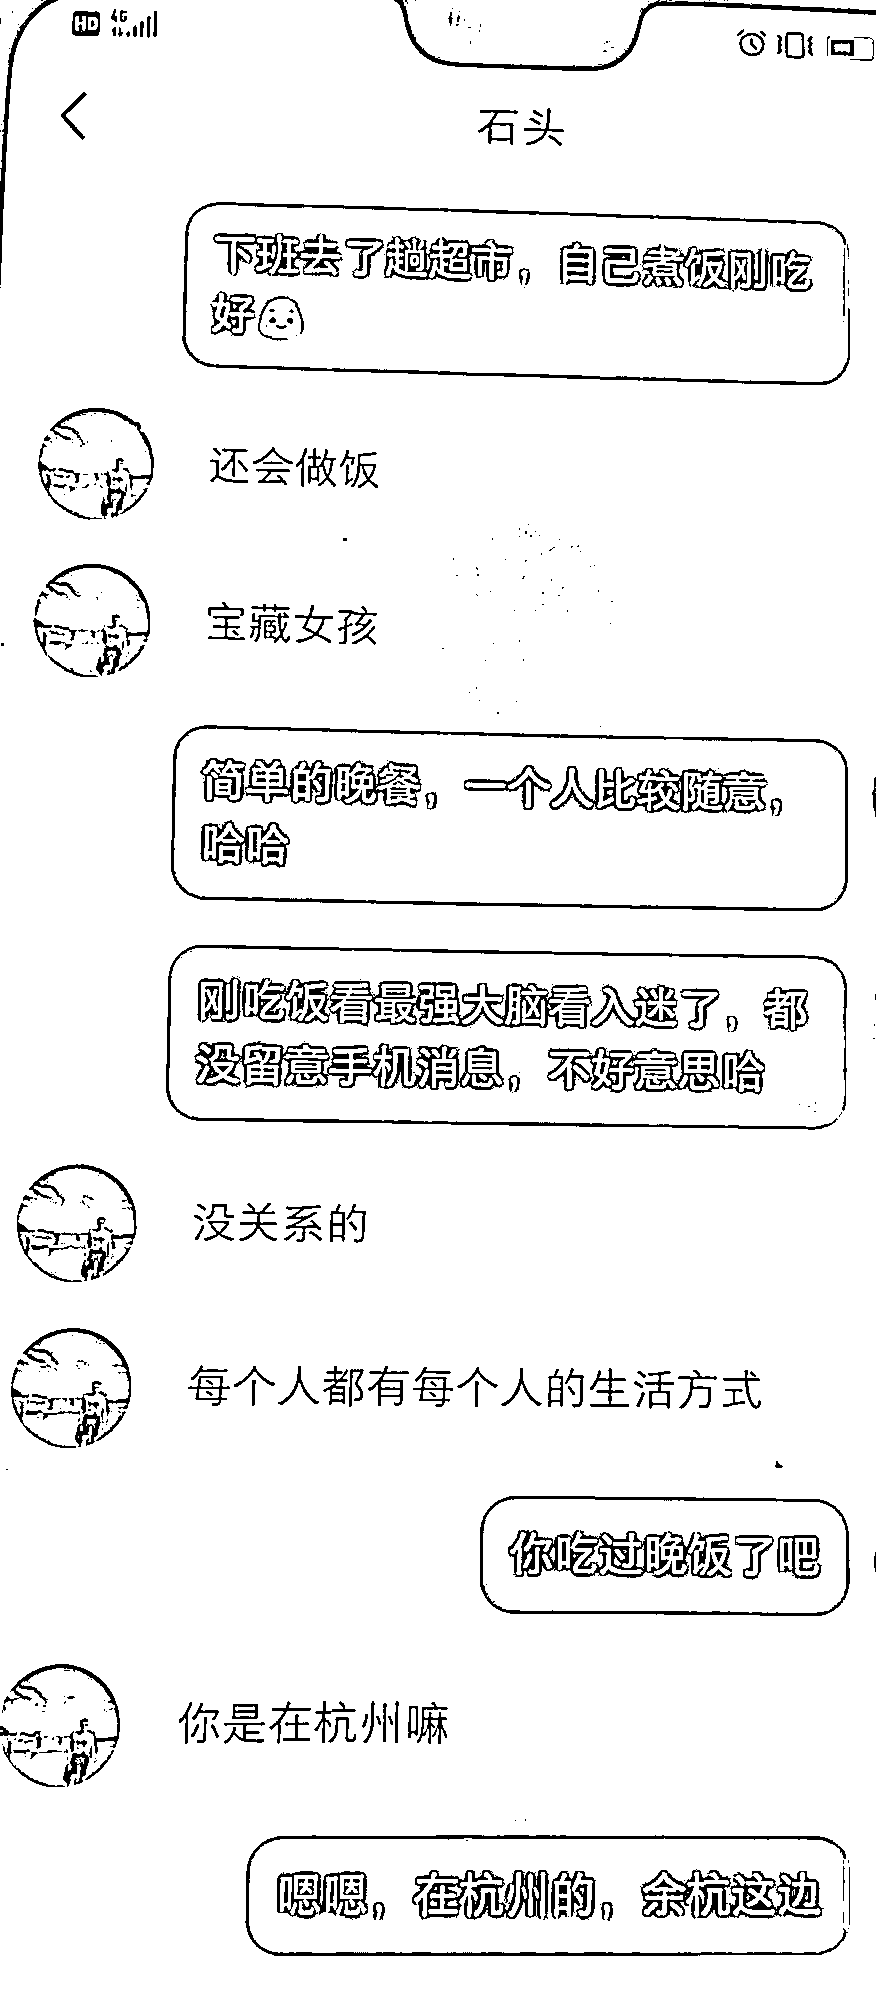 HD 4G
石头
下班去了趟超市，自己煮饭刚吃
好
还会做饭
宝藏女孩
简单的晚餐，一个人比较随意，
哈哈
刚吃饭看最强大脑看入迷了，都
没留意手机消息，不好意思哈
没关系的
每个人都有每个人的生活方式
你吃过晚饭了吧
你是在杭州嘛
嗯嗯，在杭州的，余杭这边